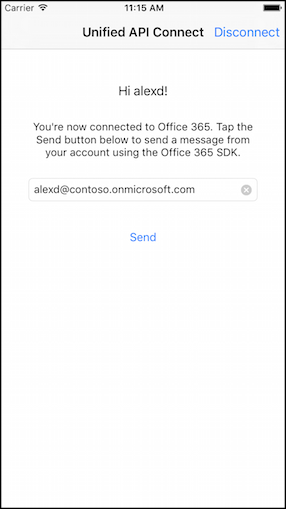 Carrier 11:15 AM
Unified API Connect Disconnect
Hi alexd!
You're now connected to Office 365. Tap the
Send button below to send a message from
your account using the Office 365 SDK.
alexd@contoso.onmicrosoft.com
Send